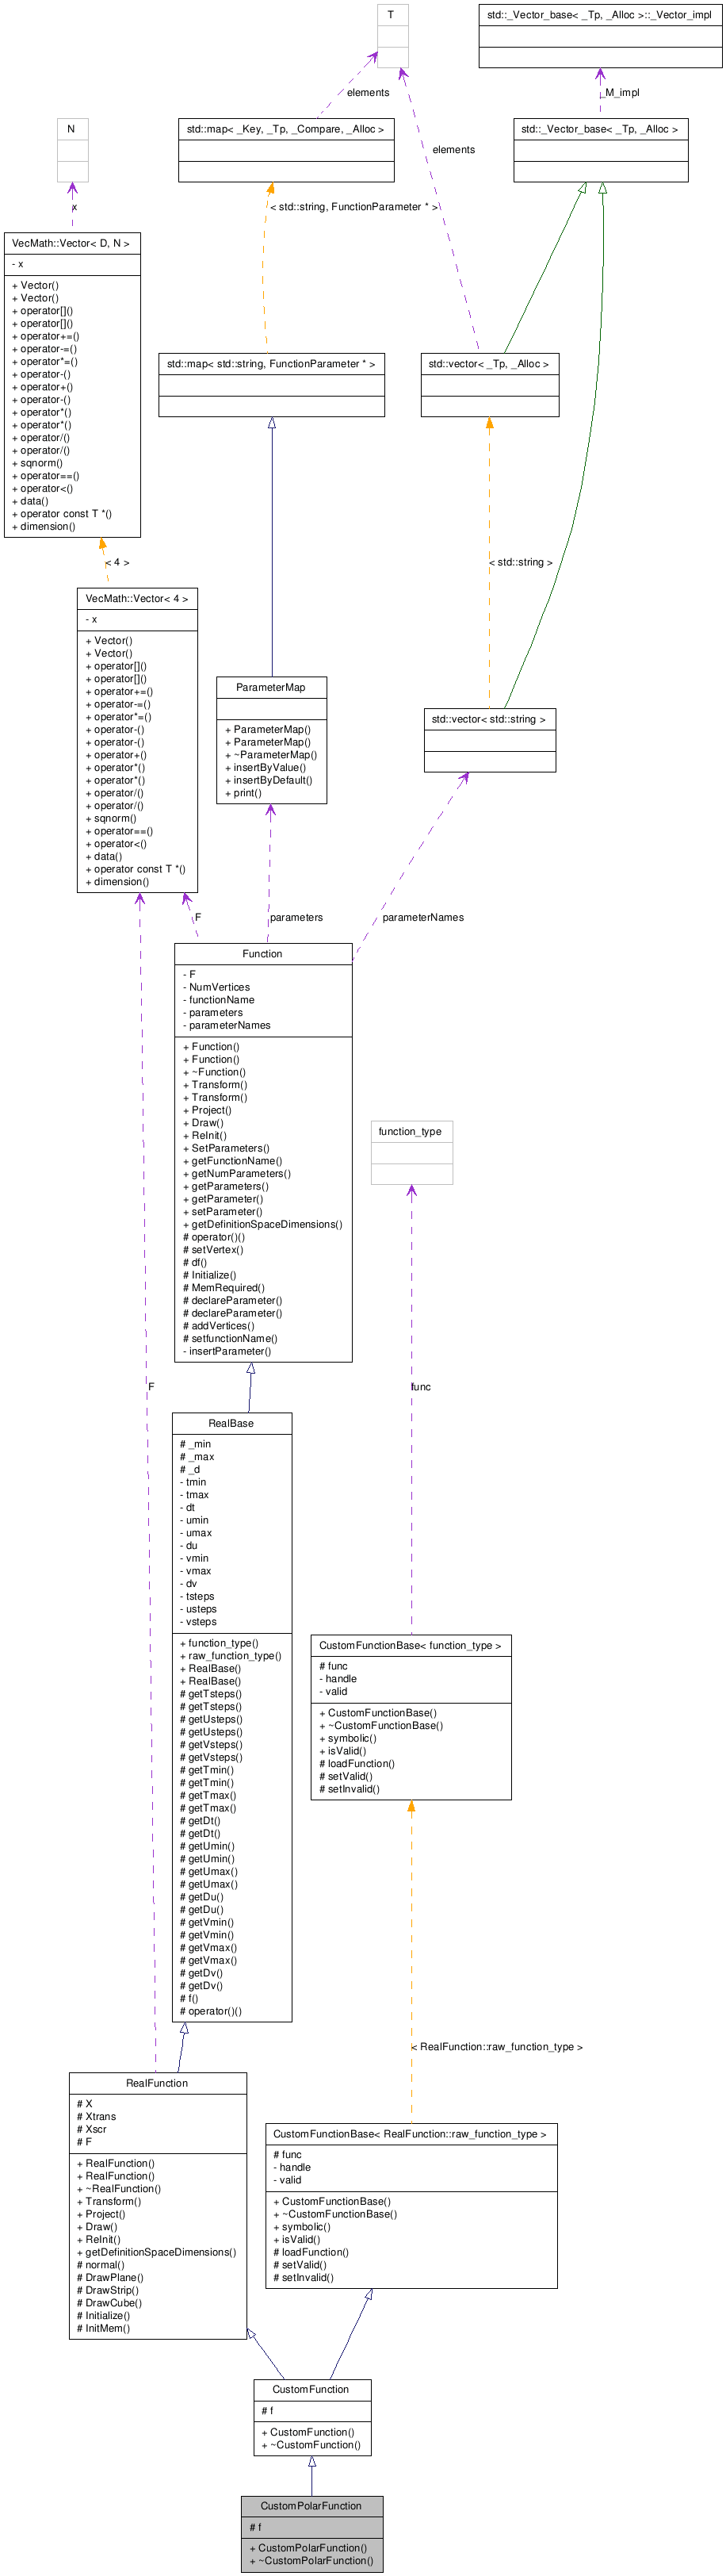 T
std::_Vector_base< _Tp, _Alloc >::_Vector_impl
elements
_M_impl
N
std::map< _Key, _Tp, _Compare, _Alloc >
std::_Vector_base< _Tp, _Alloc >
elements
x
< std::string, FunctionParameter * >
VecMath::Vector< D, N >
- x
+ Vector()
+ Vector()
+ operator[]()
+ operator[]()
+ operator+=()
+ operator-=()
+ operator*=()
+ operator-()
+ operator+()
+ operator-()
+ operator*()
+ operator*()
+ operator/()
+ operator/()
+ sqnorm()
+ operator==()
+ operator<()
+ data()
+ operator const T *()
+ dimension()
std::map< std::string, FunctionParameter * >
std::vector< _Tp, _Alloc >
< 4 >
< std::string >
VecMath::Vector< 4 >
- x
+ Vector()
+ Vector()
+ operator[]()
+ operator[]()
+ operator+=()
+ operator-=()
+ operator*=()
+ operator-()
+ operator-()
+ operator+()
+ operator*()
+ operator*()
+ operator/()
+ operator/()
+ sqnorm()
+ operator==()
+ operator<()
+ data()
+ operator const T *()
+ dimension()
ParameterMap
+ ParameterMap()
+ ParameterMap()
+ ~ParameterMap()
+ insertByValue()
+ insertByDefault()
+ print()
std::vector< std::string >
F
parameters
parameterNames
Function
- F
- NumVertices
- functionName
- parameters
- parameterNames
+ Function()
+ Function()
+ ~Function()
+ Transform()
+ Transform()
+ Project()
+ Draw()
+ ReInit()
+ SetParameters()
+ getFunctionName()
+ getNumParameters()
+ getParameters()
+ getParameter()
+ setParameter()
+ getDefinitionSpaceDimensions()
# operator()()
# setVertex()
# df()
# Initialize()
# MemRequired()
# declareParameter()
# declareParameter()
# addVertices()
# setfunctionName()
- insertParameter()
function_type
F
func
RealBase
# _min
# _max
# _d
- tmin
- tmax
- dt
- umin
- umax
- du
- vmin
- vmax
- dv
- tsteps
- usteps
- vsteps
+ function_type()
+ raw_function_type()
+ RealBase()
+ RealBase()
# getTsteps()
# getTsteps()
# getUsteps()
# getUsteps()
# getVsteps()
# getVsteps()
# getTmin()
# getTmin()
# getTmax()
# getTmax()
# getDt()
# getDt()
# getUmin()
# getUmin()
# getUmax()
# getUmax()
# getDu()
# getDu()
# getVmin()
# getVmin()
# getVmax()
# getVmax()
# getDv()
# getDv()
# f()
# operator()()
CustomFunctionBase< function_type >
# func
- handle
- valid
+ CustomFunctionBase()
+ ~CustomFunctionBase()
+ symbolic()
+ isValid()
# loadFunction()
# setValid()
# setInvalid()
< RealFunction::raw_function_type >
RealFunction
# X
# Xtrans
# Xscr
# F
+ RealFunction()
+ RealFunction()
+ ~RealFunction()
+ Transform()
+ Project()
+ Draw()
+ ReInit()
+ getDefinitionSpaceDimensions()
# normal()
# DrawPlane()
# DrawStrip()
# DrawCube()
# Initialize()
# InitMem()
CustomFunctionBase< RealFunction::raw_function_type >
# func
- handle
- valid
+ CustomFunctionBase()
+ ~CustomFunctionBase()
+ symbolic()
+ isValid()
# loadFunction()
# setValid()
# setInvalid()
CustomFunction
# f
+ CustomFunction()
+ ~CustomFunction()
CustomPolarFunction
# f
+ CustomPolarFunction()
+ ~CustomPolarFunction()